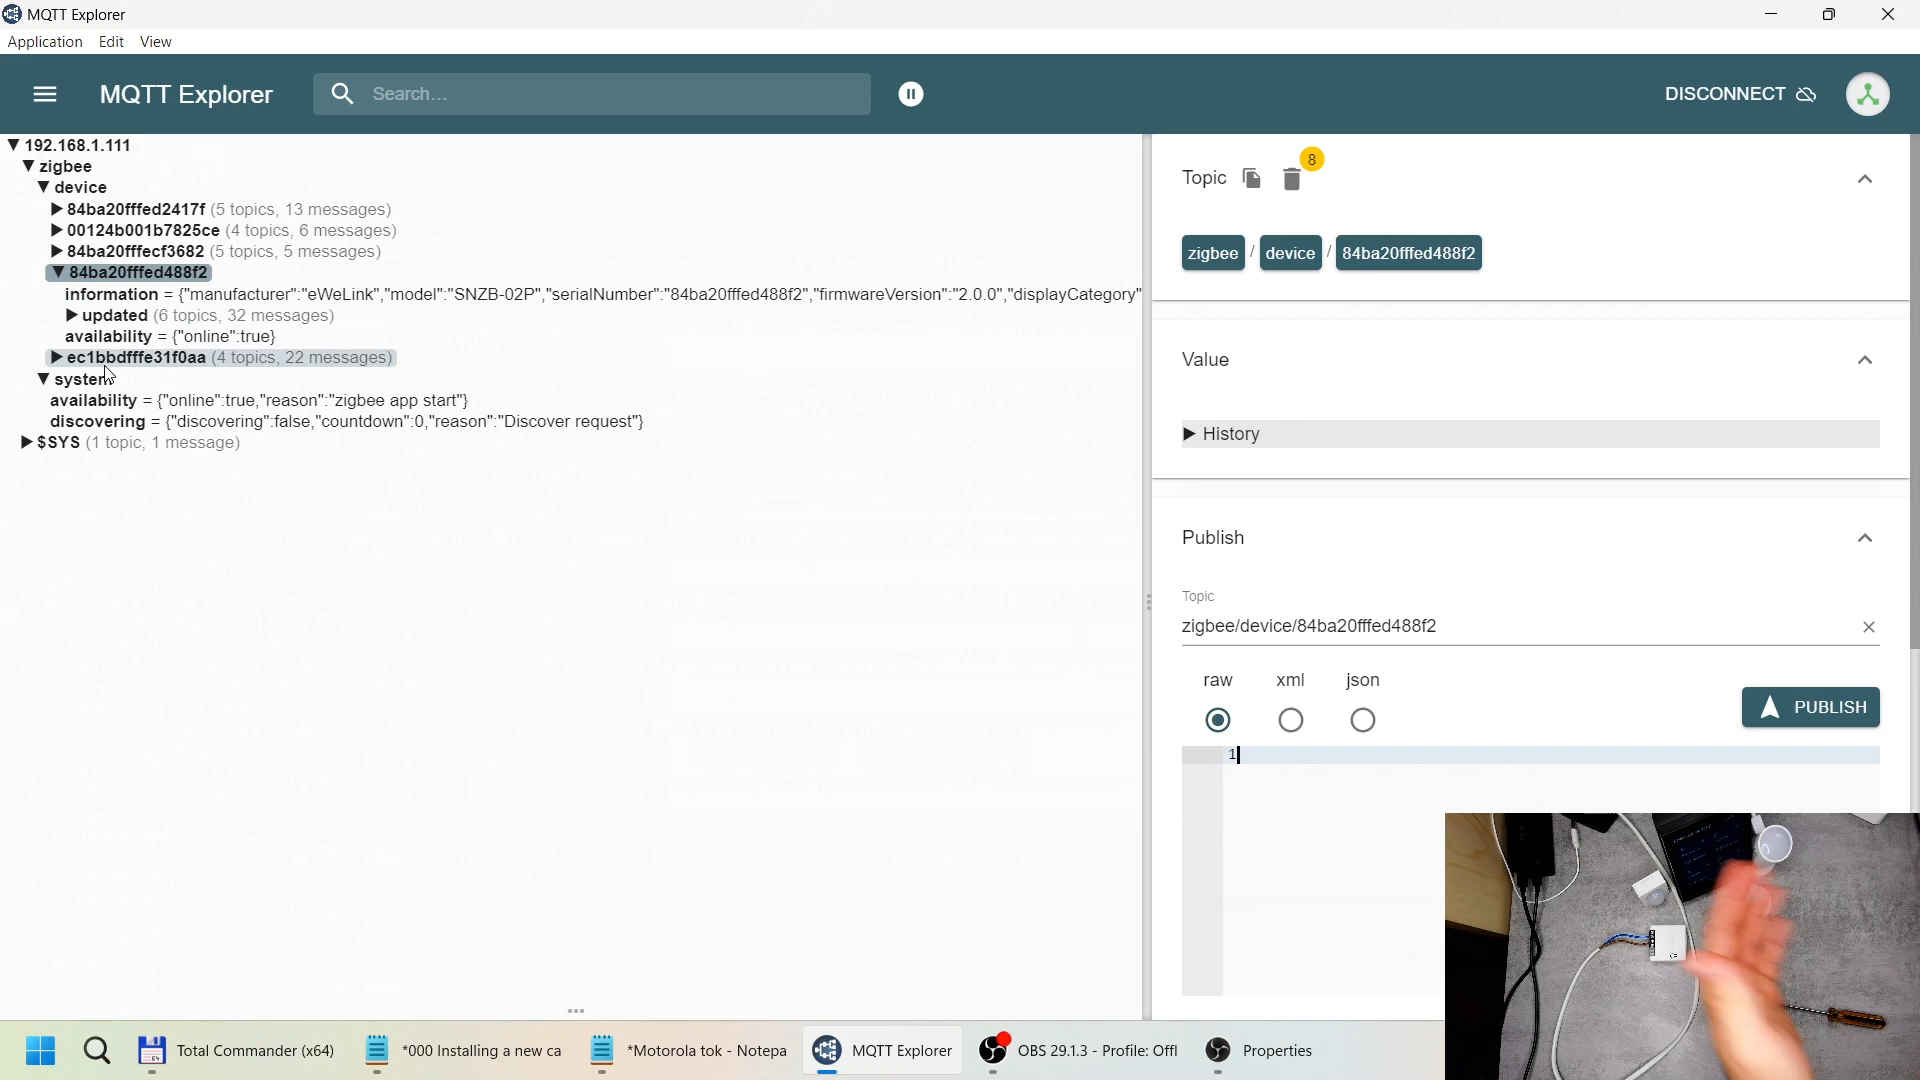 MQTT Explorer
Application Edit View
MQTT Explorer
Search...
DISCONNECT
▼ 192.168.1.111
▼ zigbee
▼ device
▶ 84ba20fffed2417f (5 topics, 13 messages)
▶ 00124b001b7825ce (4 topics, 6 messages)
▶ 84ba20fffecf3682 (5 topics, 5 messages)
▼ 84ba20fffed488f2
information = {"manufacturer":"eWeLink","model":"SNZB-02P","serialNumber":"84ba20fffed488f2","firmwareVersion":"2.0.0","displayCategory"
▶ updated (6 topics, 32 messages)
availability = {"online":true}
▶ ec1bbdfffe31f0aa (4 topics, 22 messages)
▼ system
availability = {"online":true,"reason":"zigbee app start"}
discovering = {"discovering":false,"countdown":0,"reason":"Discover request"}
▶ $SYS (1 topic, 1 message)
Topic 8
zigbee / device / 84ba20fffed488f2
Value
▶ History
Publish
Topic
zigbee/device/84ba20fffed488f2
raw xml json
PUBLISH
1
Total Commander (x64) *000 Installing a new ca *Motorola tok - Notepa MQTT Explorer OBS 29.1.3 - Profile: Offl Properties